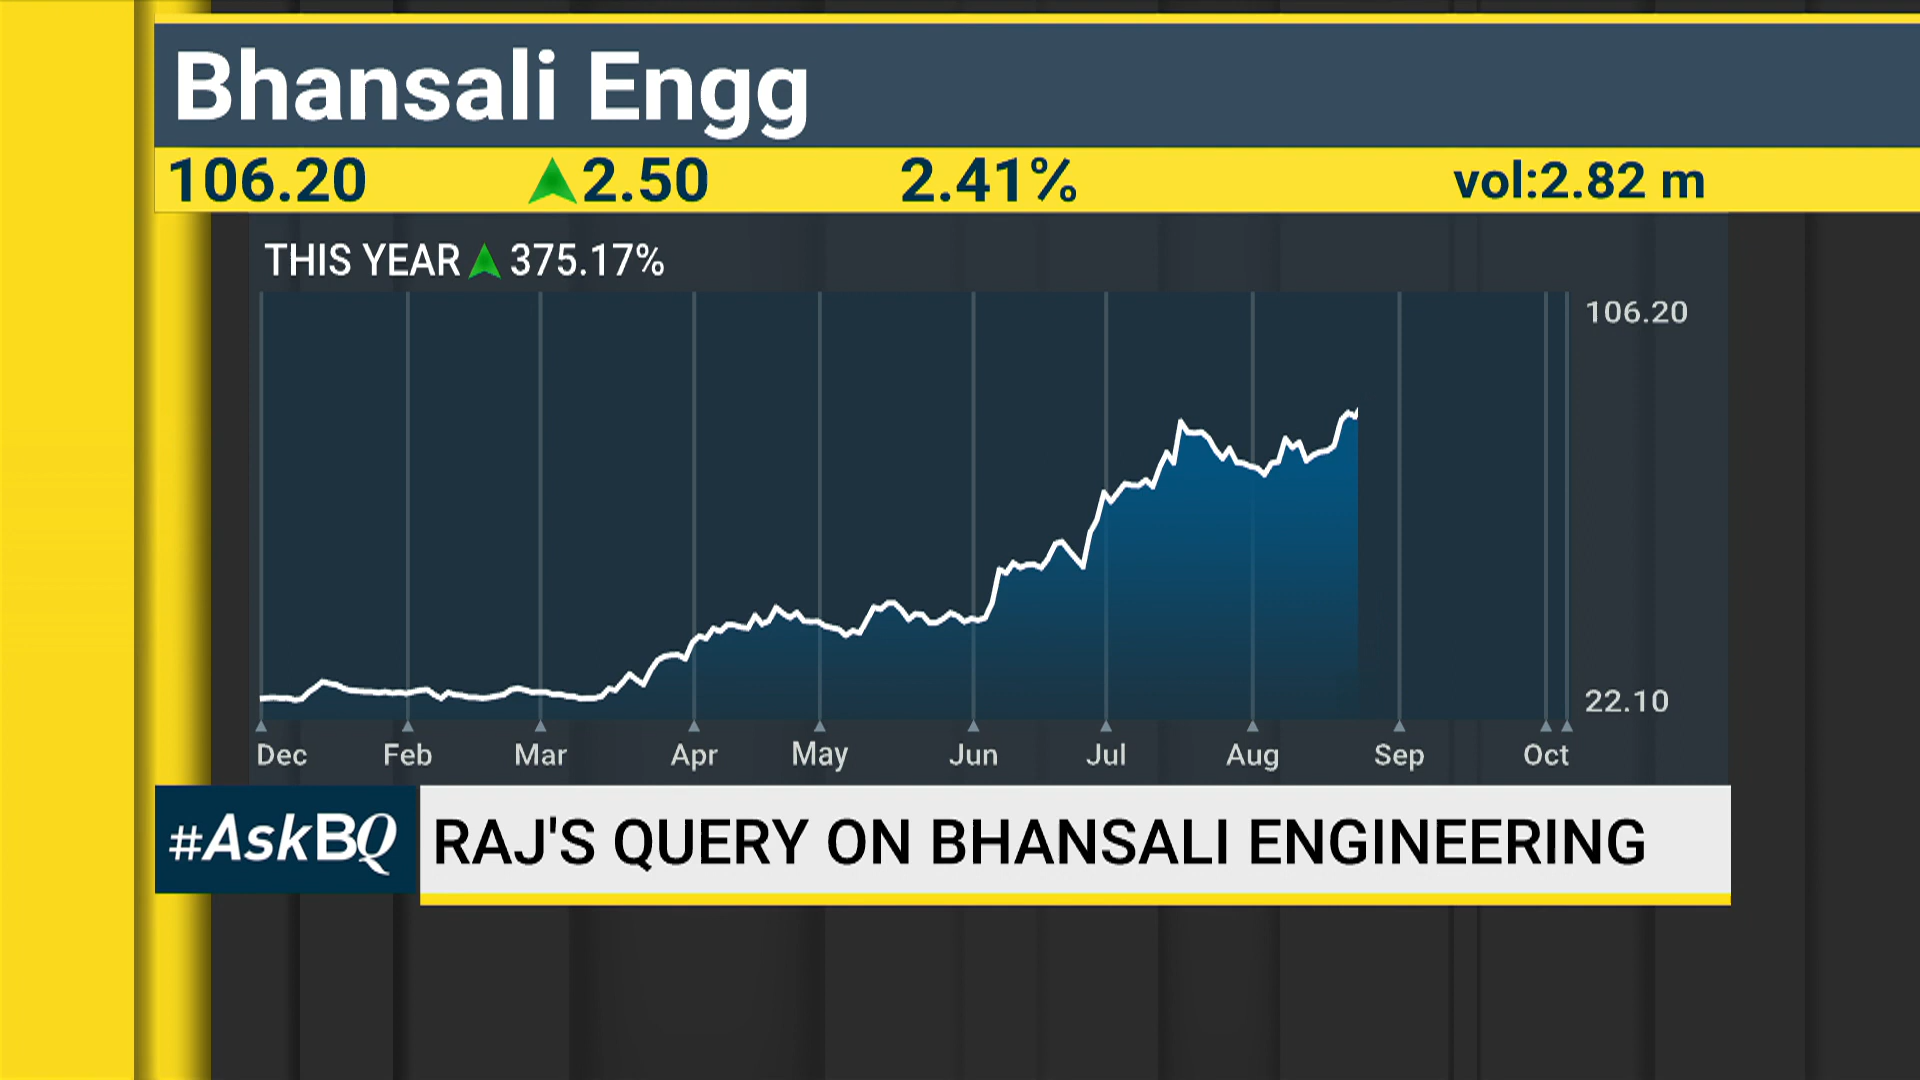 Bhansali Engg
106.20 2.50 2.41% vol:2.82 m
THIS YEAR 375.17%
106.20
22.10
Dec Feb Mar Apr May Jun Jul Aug Sep Oct
#AskBQ RAJ'S QUERY ON BHANSALI ENGINEERING